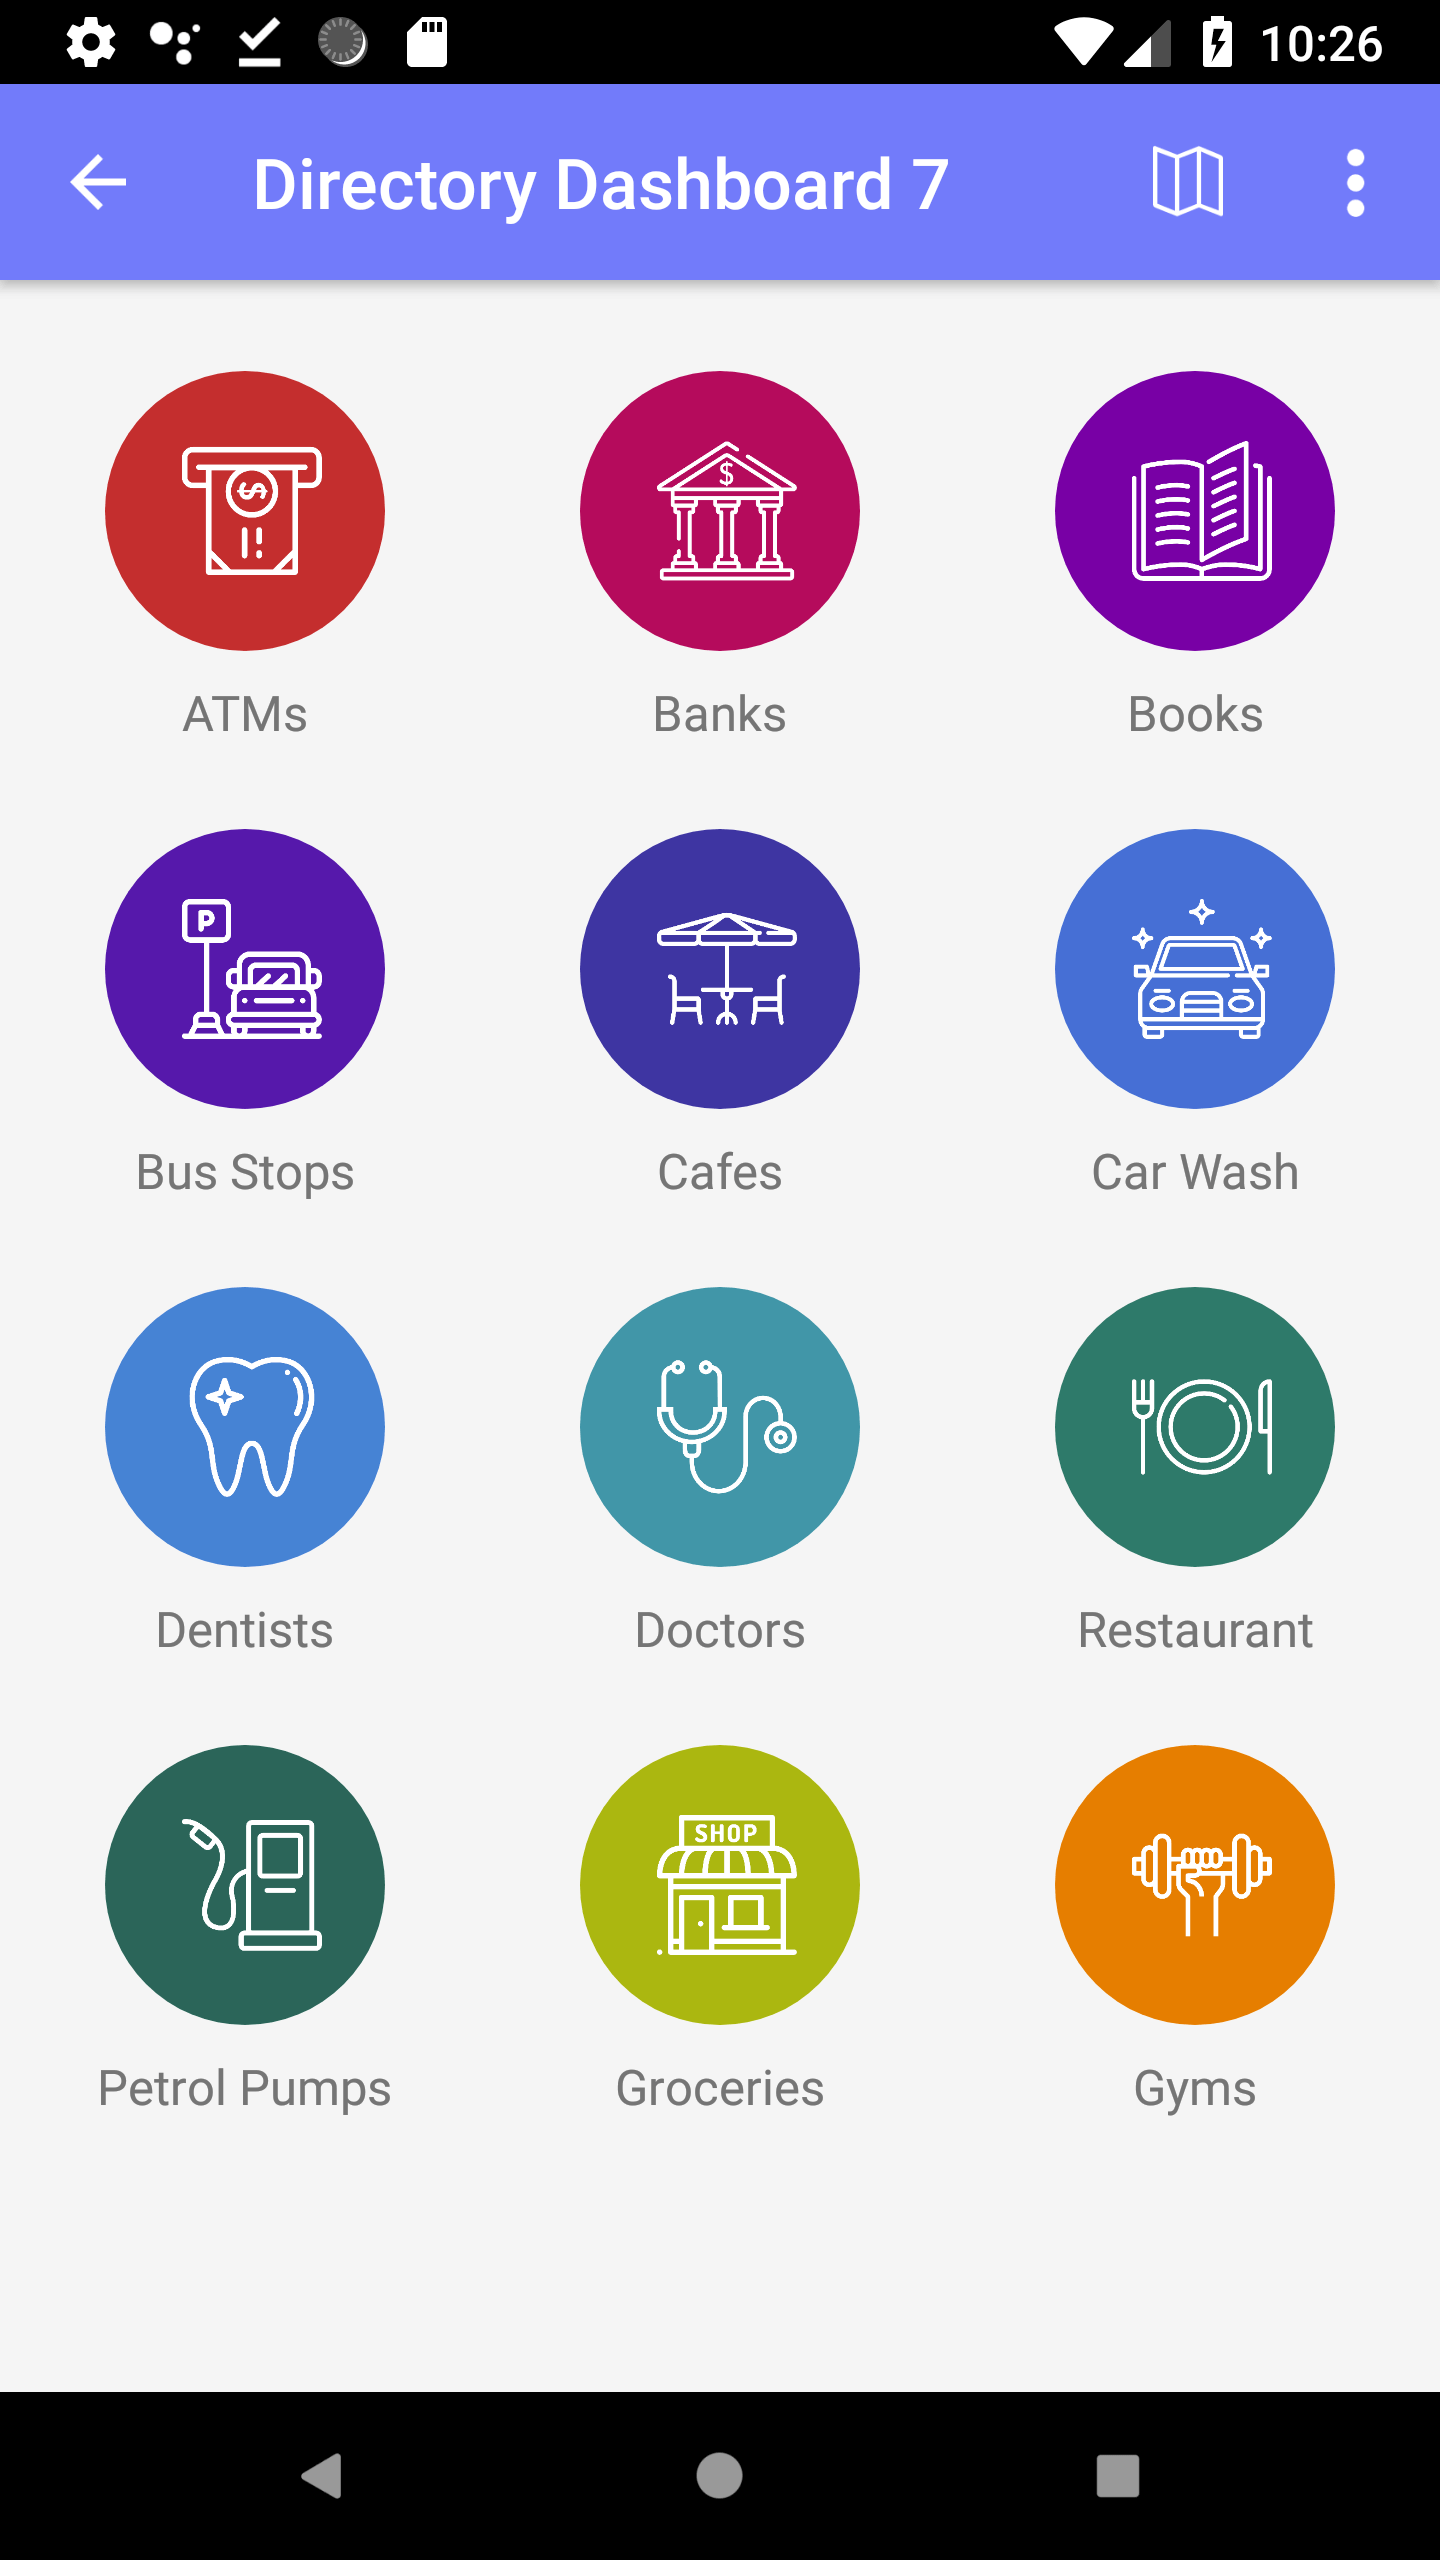 10:26
Directory Dashboard 7
$
ATMs
Banks
Books
P
Bus Stops
Cafes
Car Wash
Dentists
Doctors
Restaurant
SHOP
Petrol Pumps
Groceries
Gyms